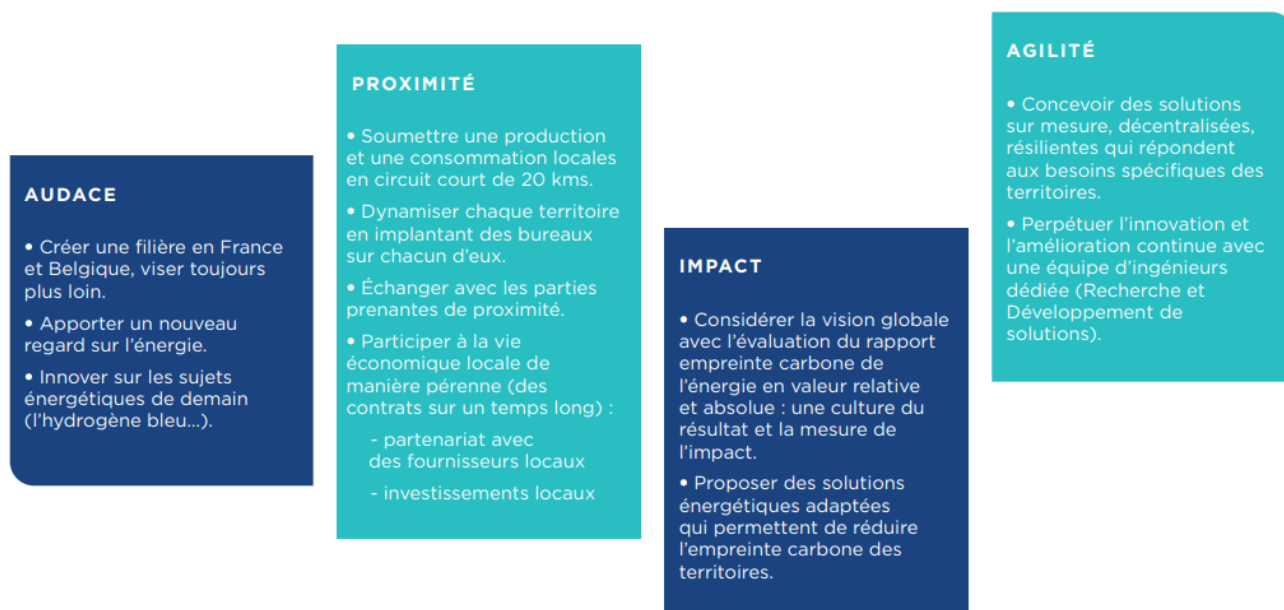 AUDACE
• Créer une filière en France
et Belgique, viser toujours
plus loin.
• Apporter un nouveau
regard sur l’énergie.
• Innover sur les sujets
énergétiques de demain
(l’hydrogène bleu...).
PROXIMITÉ
• Soumettre une production
et une consommation locales
en circuit court de 20 kms.
• Dynamiser chaque territoire
en implantant des bureaux
sur chacun d’eux.
• Échanger avec les parties
prenantes de proximité.
• Participer à la vie
économique locale de
manière pérenne (des
contrats sur un temps long) :
- partenariat avec
des fournisseurs locaux
- investissements locaux
IMPACT
• Considérer la vision globale
avec l’évaluation du rapport
empreinte carbone de
l’énergie en valeur relative
et absolue : une culture du
résultat et la mesure de
l’impact.
• Proposer des solutions
énergétiques adaptées
qui permettent de réduire
l’empreinte carbone des
territoires.
AGILITÉ
• Concevoir des solutions
sur mesure, décentralisées,
résilientes qui répondent
aux besoins spécifiques des
territoires.
• Perpétuer l’innovation et
l’amélioration continue avec
une équipe d’ingénieurs
dédiée (Recherche et
Développement de
solutions).